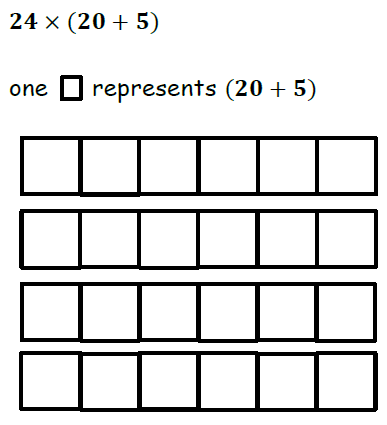 24 × (20 + 5)
one □ represents (20 + 5)